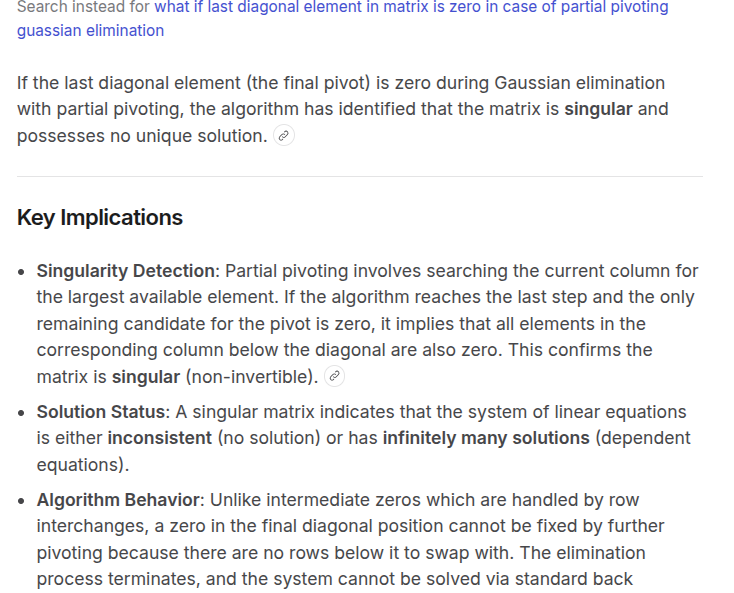 Search instead for what if last diagonal element in matrix is zero in case of partial pivoting
guassian elimination
If the last diagonal element (the final pivot) is zero during Gaussian elimination
with partial pivoting, the algorithm has identified that the matrix is singular and
possesses no unique solution.
Key Implications
• Singularity Detection: Partial pivoting involves searching the current column for
the largest available element. If the algorithm reaches the last step and the only
remaining candidate for the pivot is zero, it implies that all elements in the
corresponding column below the diagonal are also zero. This confirms the
matrix is singular (non-invertible).
• Solution Status: A singular matrix indicates that the system of linear equations
is either inconsistent (no solution) or has infinitely many solutions (dependent
equations).
• Algorithm Behavior: Unlike intermediate zeros which are handled by row
interchanges, a zero in the final diagonal position cannot be fixed by further
pivoting because there are no rows below it to swap with. The elimination
process terminates, and the system cannot be solved via standard back